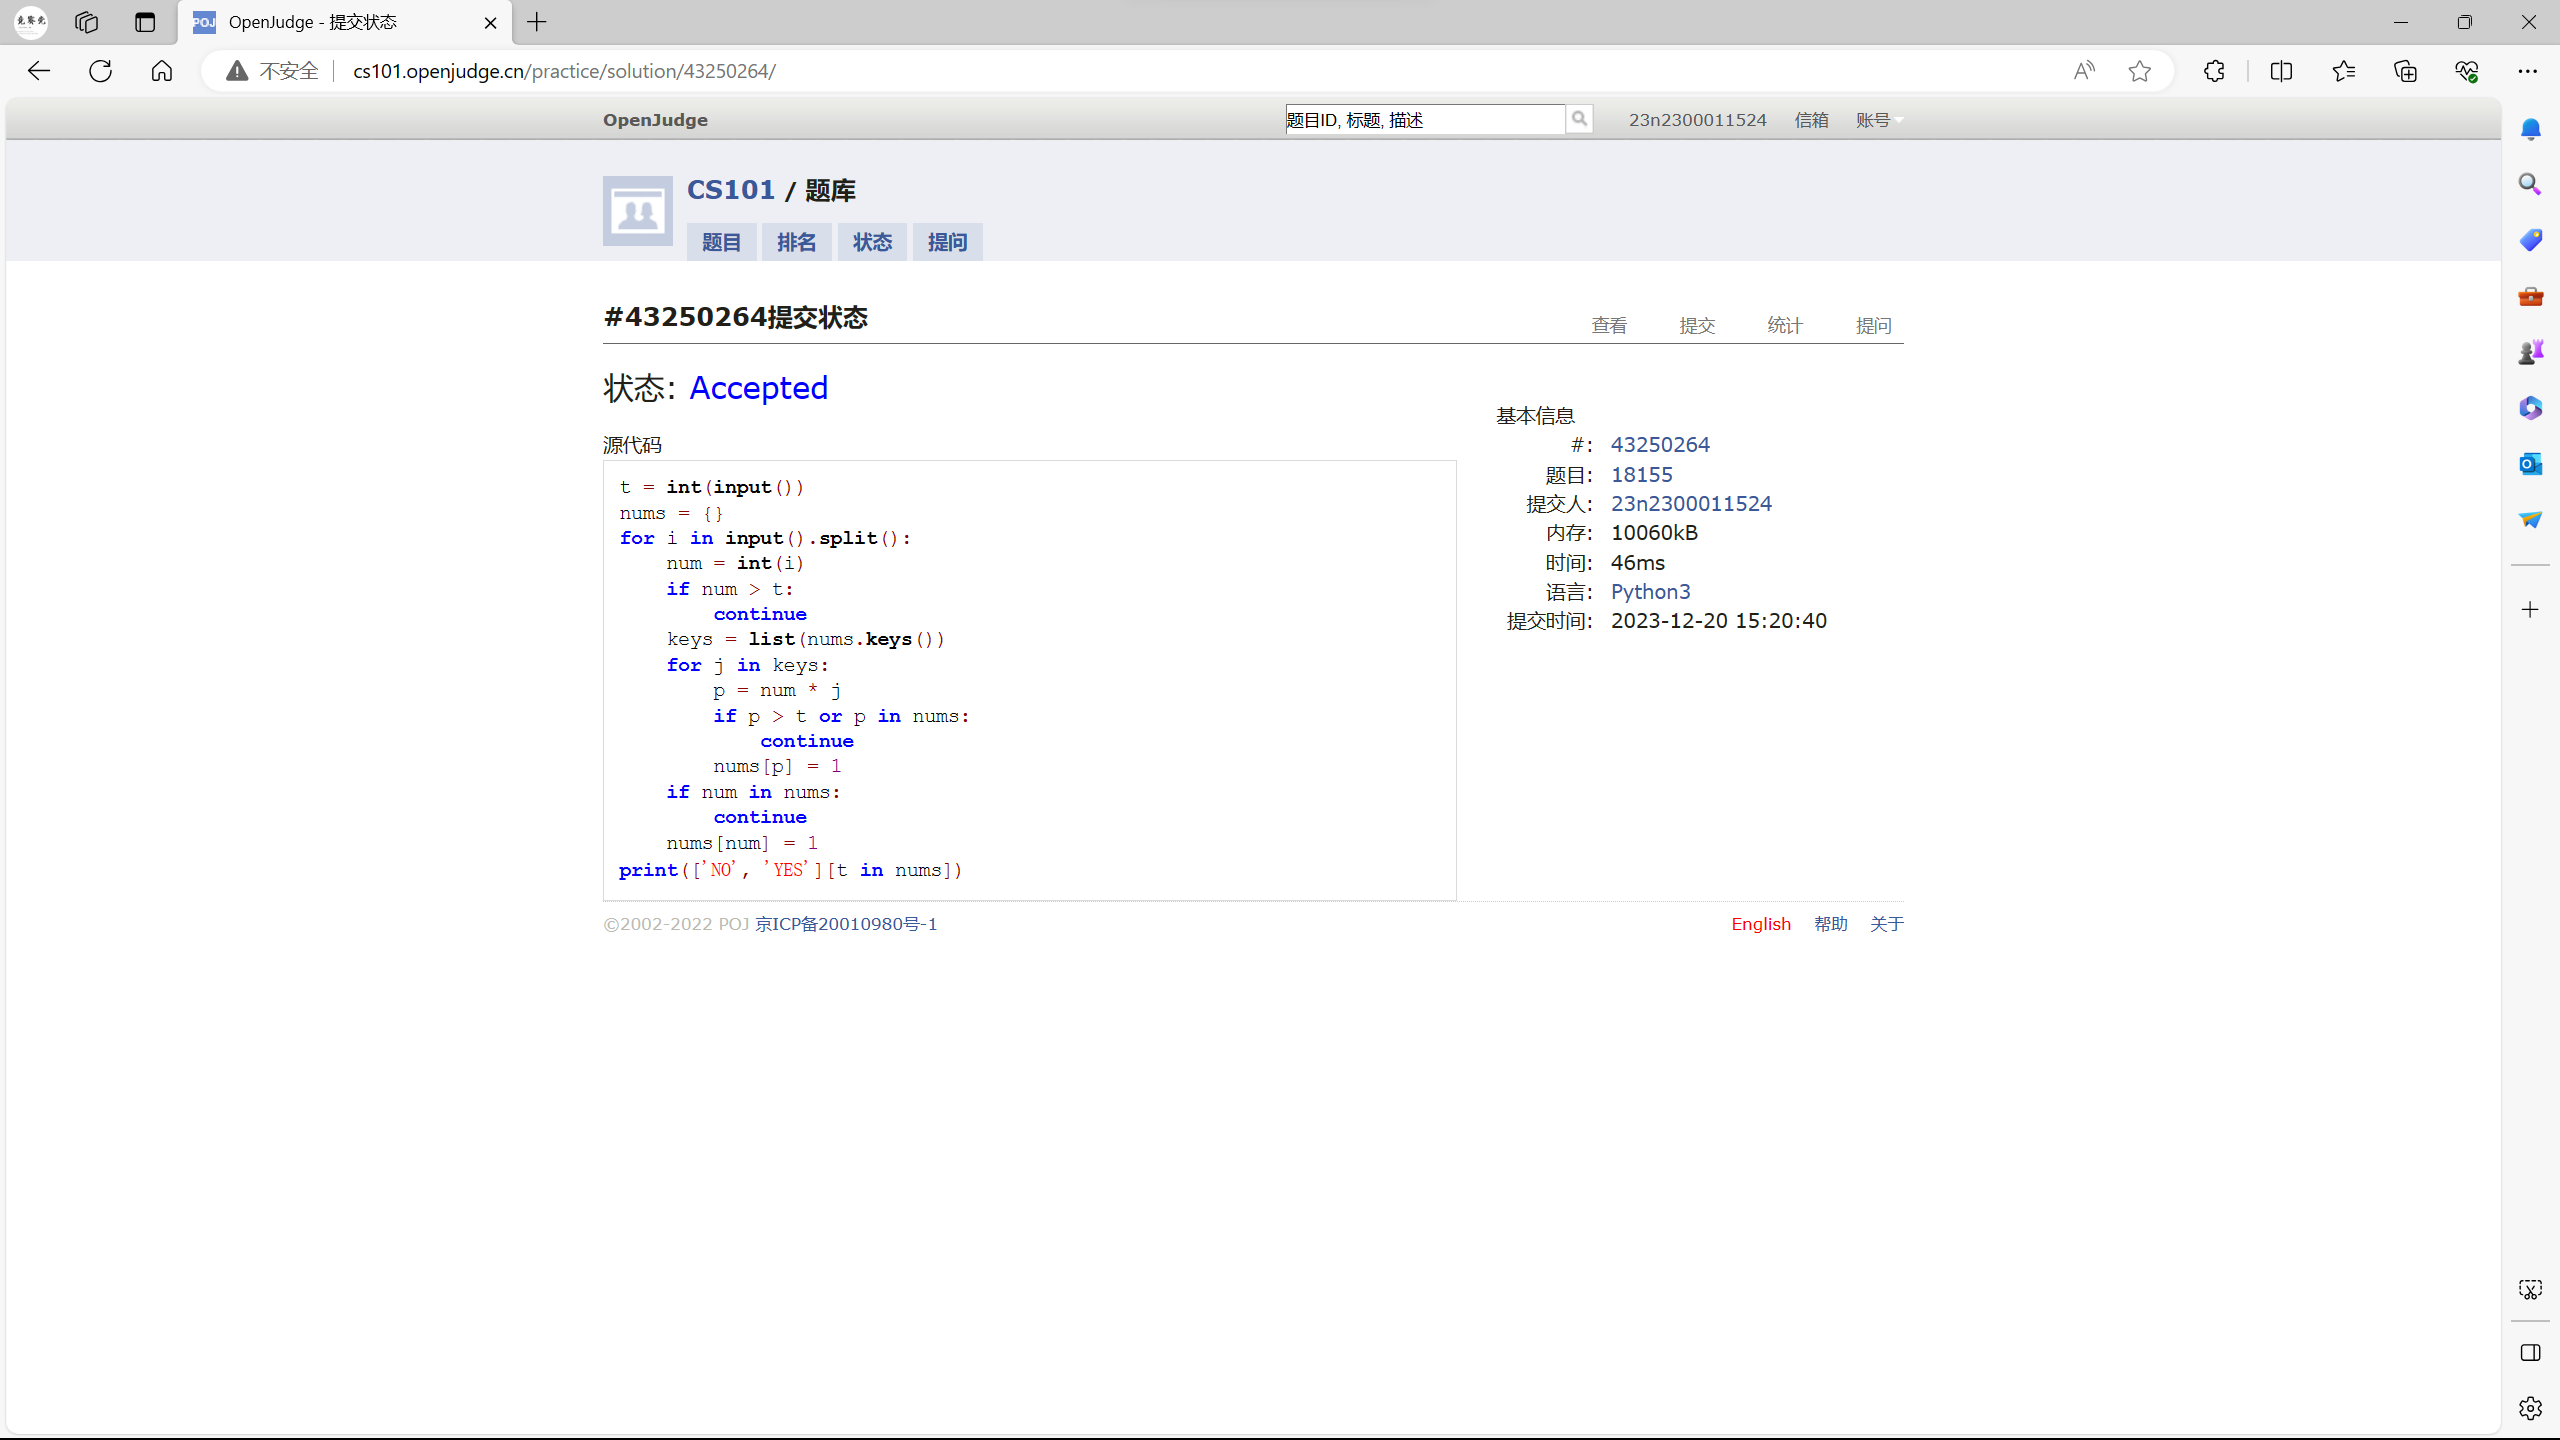 POJ OpenJudge - 提交状态
不安全 cs101.openjudge.cn/practice/solution/43250264/
OpenJudge 题目ID, 标题, 描述 23n2300011524 信箱 账号
CS101 / 题库
题目 排名 状态 提问
#43250264提交状态 查看 提交 统计 提问
状态: Accepted
基本信息
源代码
#: 43250264
题目: 18155
提交人: 23n2300011524
内存: 10060kB
时间: 46ms
语言: Python3
提交时间: 2023-12-20 15:20:40
t = int(input())
nums = {}
for i in input().split():
    num = int(i)
    if num > t:
        continue
    keys = list(nums.keys())
    for j in keys:
        p = num * j
        if p > t or p in nums:
            continue
        nums[p] = 1
    if num in nums:
        continue
    nums[num] = 1
print(['NO', 'YES'][t in nums])
©2002-2022 POJ 京ICP备20010980号-1 English 帮助 关于